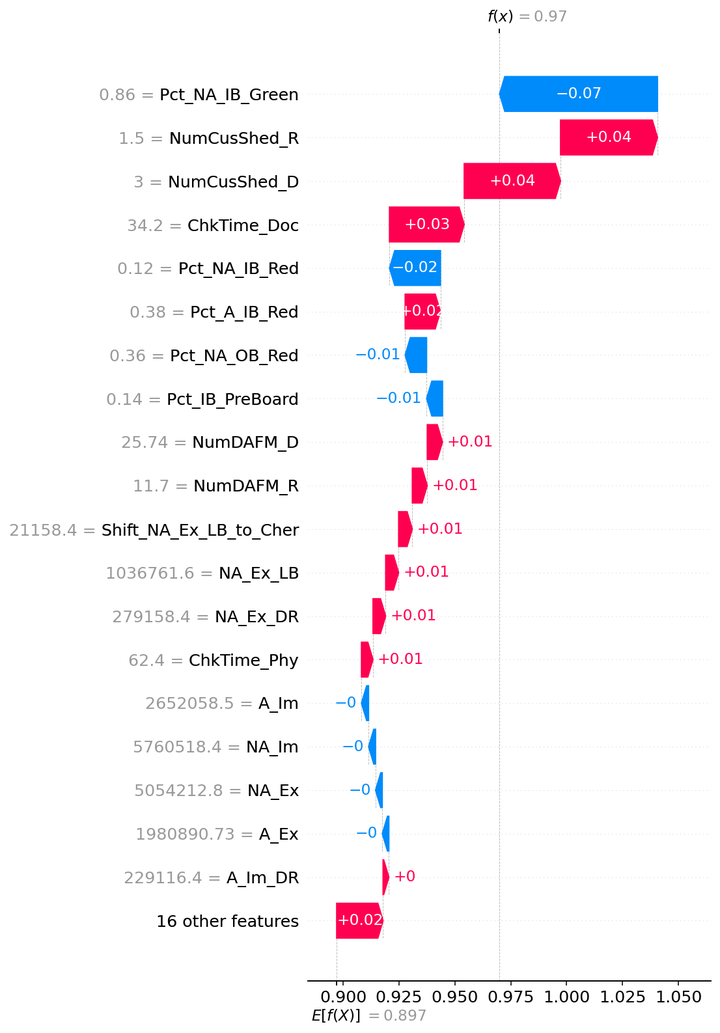 f(x) = 0.97
0.86 = Pct_NA_IB_Green −0.07
1.5 = NumCusShed_R +0.04
3 = NumCusShed_D +0.04
34.2 = ChkTime_Doc +0.03
0.12 = Pct_NA_IB_Red −0.02
0.38 = Pct_A_IB_Red +0.02
0.36 = Pct_NA_OB_Red −0.01
0.14 = Pct_IB_PreBoard −0.01
25.74 = NumDAFM_D +0.01
11.7 = NumDAFM_R +0.01
21158.4 = Shift_NA_Ex_LB_to_Cher +0.01
1036761.6 = NA_Ex_LB +0.01
279158.4 = NA_Ex_DR +0.01
62.4 = ChkTime_Phy +0.01
2652058.5 = A_Im −0
5760518.4 = NA_Im −0
5054212.8 = NA_Ex −0
1980890.73 = A_Ex −0
229116.4 = A_Im_DR +0
16 other features +0.02
0.900 0.925 0.950 0.975 1.000 1.025 1.050
E[f(X)] = 0.897